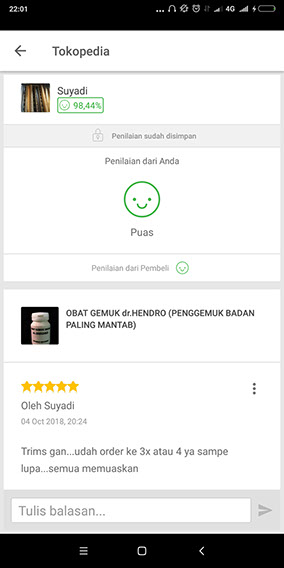 22:01
... 4G
Tokopedia
Suyadi
98,44%
Penilaian sudah disimpan
Penilaian dari Anda
Puas
Penilaian dari Pembeli
OBAT GEMUK dr.HENDRO (PENGGEMUK BADAN
PALING MANTAB)
Oleh Suyadi
04 Oct 2018, 20:24
Trims gan...udah order ke 3x atau 4 ya sampe
lupa...semua memuaskan
Tulis balasan...